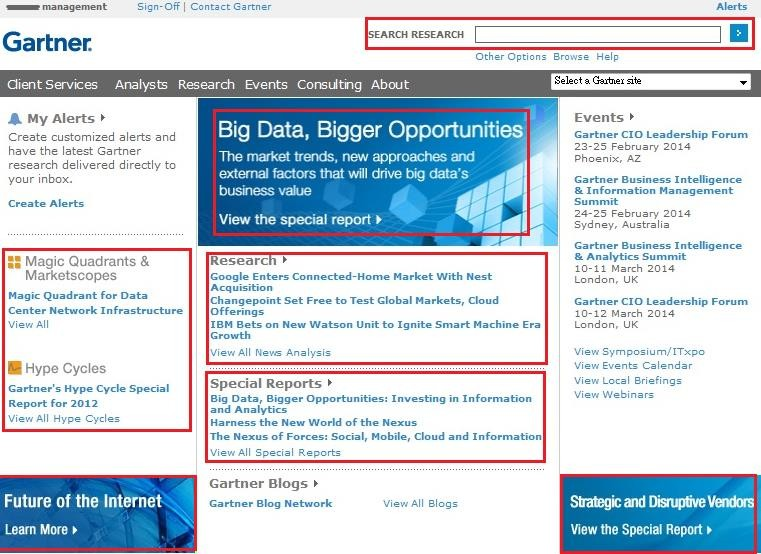 management Sign-Off | Contact Gartner Alerts
Gartner.
SEARCH RESEARCH
Other Options Browse Help
Client Services Analysts Research Events Consulting About
Select a Gartner site
My Alerts
Create customized alerts and
have the latest Gartner
research delivered directly to
your inbox.
Create Alerts
Magic Quadrants &
Marketscopes
Magic Quadrant for Data
Center Network Infrastructure
View All
Hype Cycles
Gartner's Hype Cycle Special
Report for 2012
View All Hype Cycles
Future of the Internet
Learn More
Big Data, Bigger Opportunities
The market trends, new approaches and
external factors that will drive big data's
business value
View the special report
Research
Google Enters Connected-Home Market With Nest
Acquisition
Changepoint Set Free to Test Global Markets, Cloud
Offerings
IBM Bets on New Watson Unit to Ignite Smart Machine Era
Growth
View All News Analysis
Special Reports
Big Data, Bigger Opportunities: Investing in Information
and Analytics
Harness the New World of the Nexus
The Nexus of Forces: Social, Mobile, Cloud and Information
View All Special Reports
Gartner Blogs
Gartner Blog Network View All Blogs
Events
Gartner CIO Leadership Forum
23-25 February 2014
Phoenix, AZ
Gartner Business Intelligence
& Information Management
Summit
24-25 February 2014
Sydney, Australia
Gartner Business Intelligence
& Analytics Summit
10-11 March 2014
London, UK
Gartner CIO Leadership Forum
10-12 March 2014
London, UK
View Symposium/ITxpo
View Events Calendar
View Local Briefings
View Webinars
Strategic and Disruptive Vendors
View the Special Report